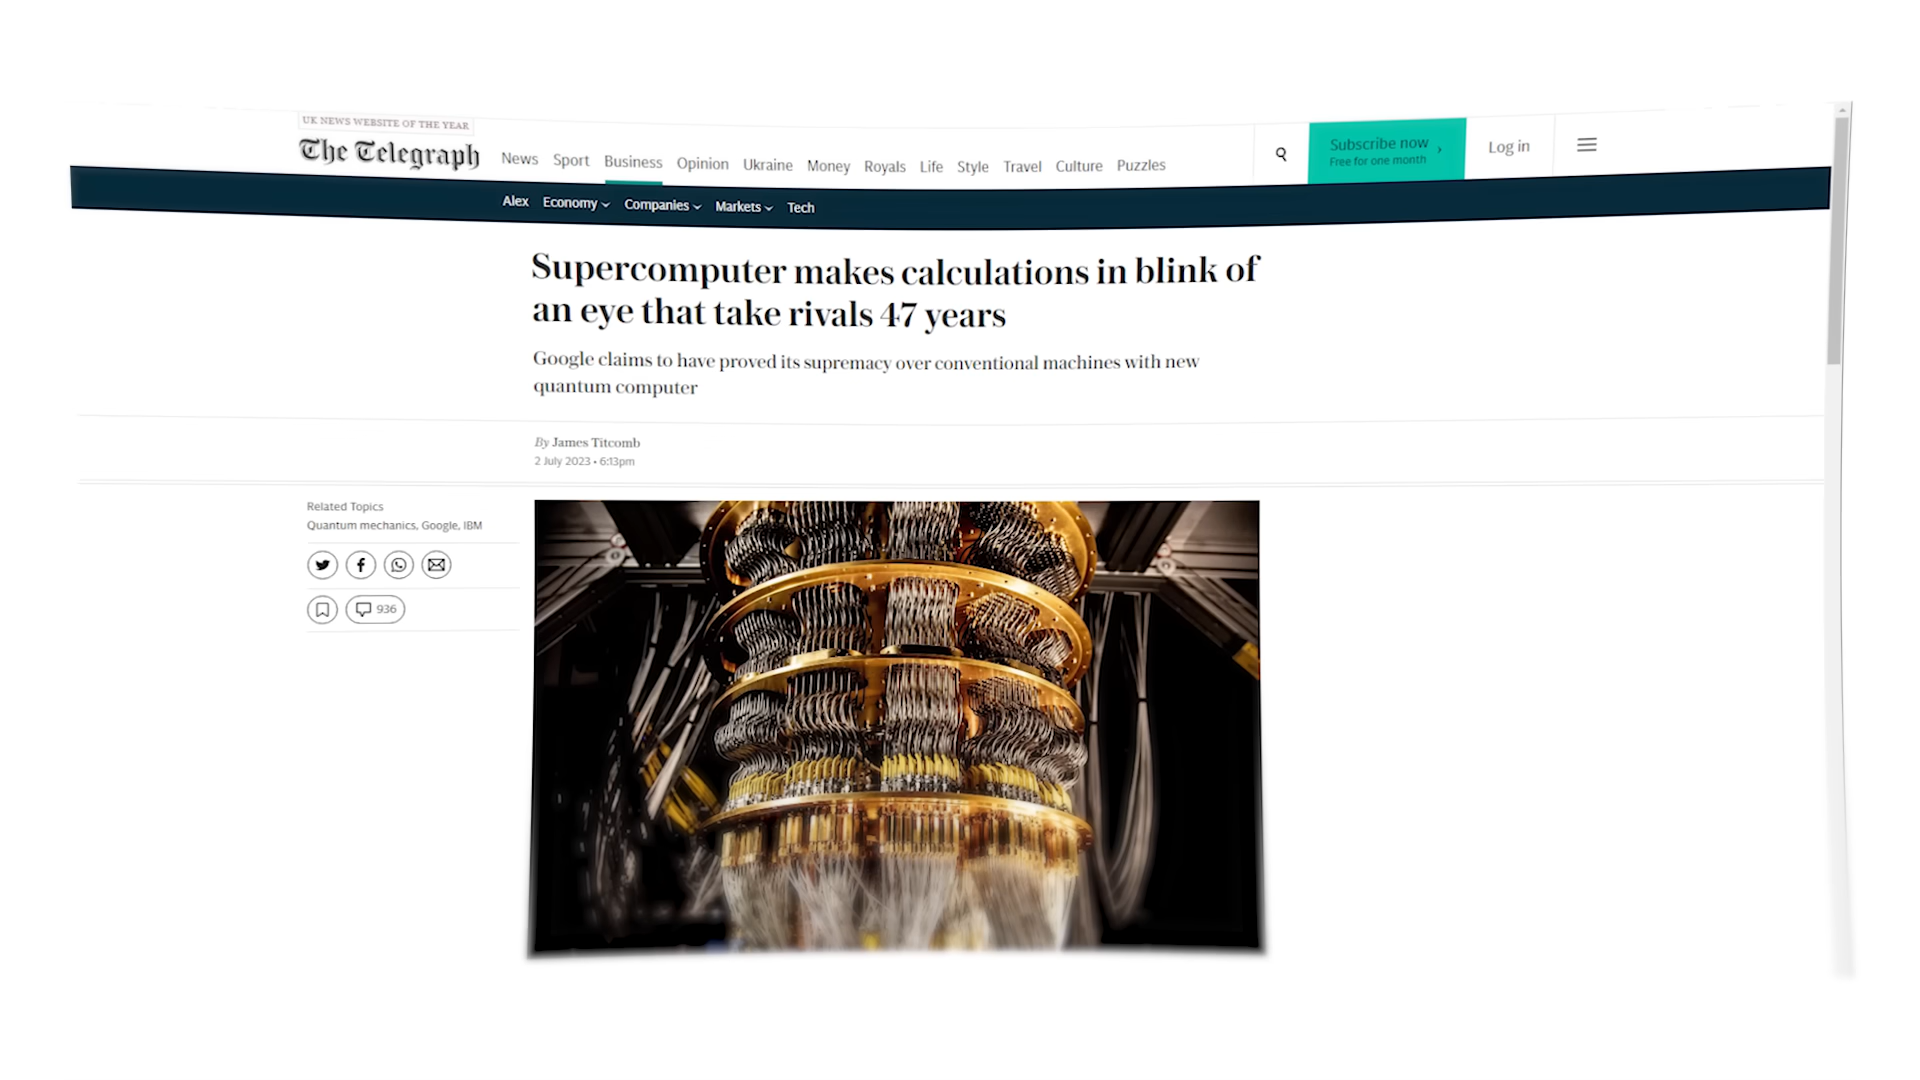 UK NEWS WEBSITE OF THE YEAR
The Telegraph
News Sport Business Opinion Ukraine Money Royals Life Style Travel Culture Puzzles
Subscribe now
Free for one month
Log in
Alex Economy Companies Markets Tech
Supercomputer makes calculations in blink of
an eye that take rivals 47 years
Google claims to have proved its supremacy over conventional machines with new
quantum computer
By James Titcomb
2 July 2023 • 6:13pm
Related Topics
Quantum mechanics, Google, IBM
936